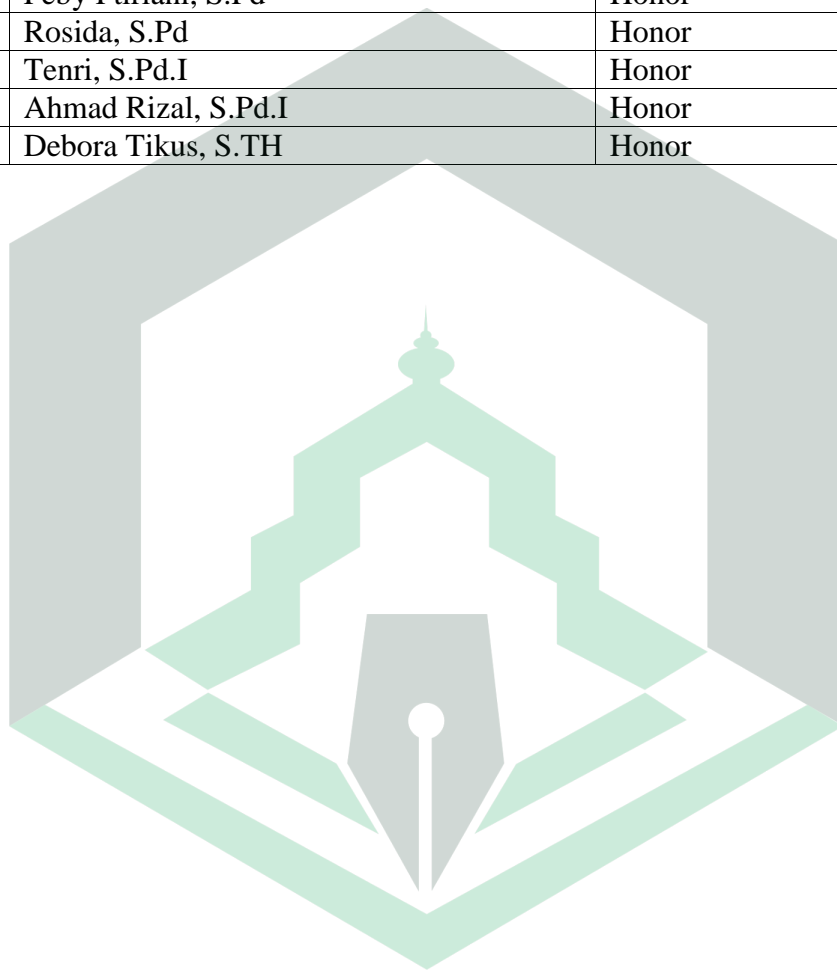 Rosida, S.Pd Honor
Tenri, S.Pd.I Honor
Ahmad Rizal, S.Pd.I Honor
Debora Tikus, S.TH Honor